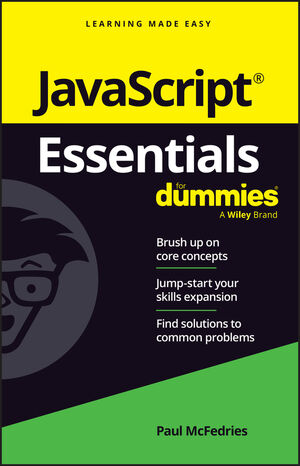 LEARNING MADE EASY
JavaScript®
Essentials
for
dummies®
A Wiley Brand
Brush up on
core concepts
Jump-start your
skills expansion
Find solutions to
common problems
Paul McFedries